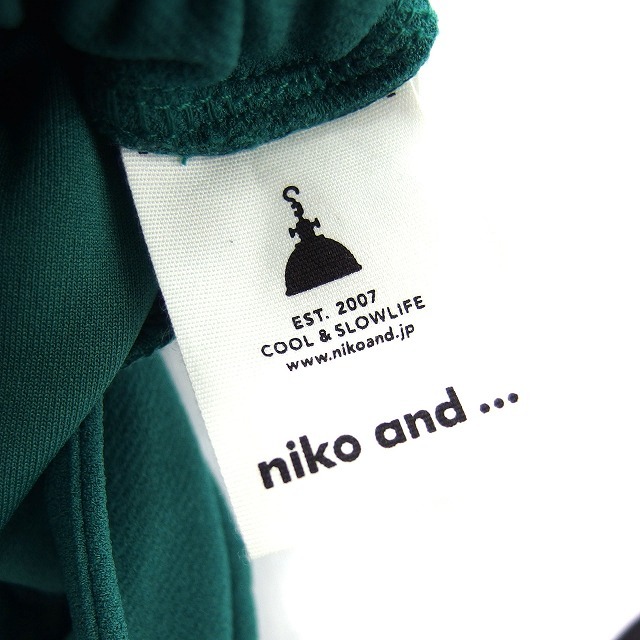 EST. 2007
COOL & SLOWLIFE
www.nikoand.jp
niko and ...